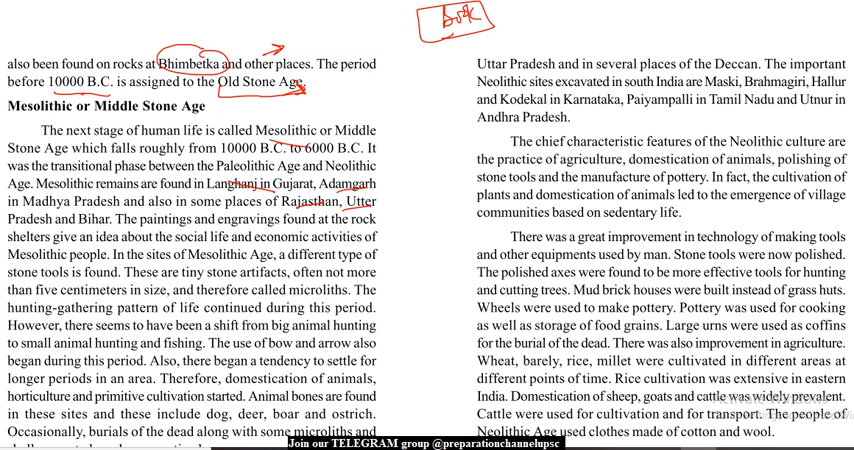 Book
also been found on rocks at Bhimbetka and other places. The period
before 10000 B.C. is assigned to the Old Stone Age.
Mesolithic or Middle Stone Age
The next stage of human life is called Mesolithic or Middle
Stone Age which falls roughly from 10000 B.C. to 6000 B.C. It
was the transitional phase between the Paleolithic Age and Neolithic
Age. Mesolithic remains are found in Langhanj in Gujarat, Adamgarh
in Madhya Pradesh and also in some places of Rajasthan, Utter
Pradesh and Bihar. The paintings and engravings found at the rock
shelters give an idea about the social life and economic activities of
Mesolithic people. In the sites of Mesolithic Age, a different type of
stone tools is found. These are tiny stone artifacts, often not more
than five centimeters in size, and therefore called microliths. The
hunting-gathering pattern of life continued during this period.
However, there seems to have been a shift from big animal hunting
to small animal hunting and fishing. The use of bow and arrow also
began during this period. Also, there began a tendency to settle for
longer periods in an area. Therefore, domestication of animals,
horticulture and primitive cultivation started. Animal bones are found
in these sites and these include dog, deer, boar and ostrich.
Occasionally, burials of the dead along with some microliths and
Uttar Pradesh and in several places of the Deccan. The important
Neolithic sites excavated in south India are Maski, Brahmagiri, Hallur
and Kodekal in Karnataka, Paiyampalli in Tamil Nadu and Utnur in
Andhra Pradesh.
The chief characteristic features of the Neolithic culture are
the practice of agriculture, domestication of animals, polishing of
stone tools and the manufacture of pottery. In fact, the cultivation of
plants and domestication of animals led to the emergence of village
communities based on sedentary life.
There was a great improvement in technology of making tools
and other equipments used by man. Stone tools were now polished.
The polished axes were found to be more effective tools for hunting
and cutting trees. Mud brick houses were built instead of grass huts.
Wheels were used to make pottery. Pottery was used for cooking
as well as storage of food grains. Large urns were used as coffins
for the burial of the dead. There was also improvement in agriculture.
Wheat, barely, rice, millet were cultivated in different areas at
different points of time. Rice cultivation was extensive in eastern
India. Domestication of sheep, goats and cattle was widely prevalent.
Cattle were used for cultivation and for transport. The people of
Neolithic Age used clothes made of cotton and wool.
Activate Windows
Join our TELEGRAM group @preparationchannelupsc